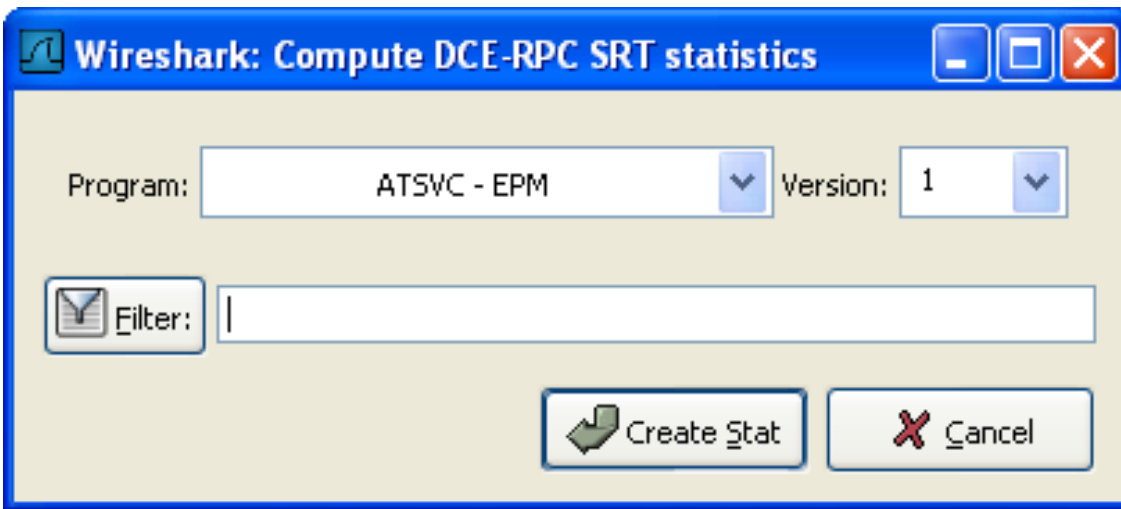 Wireshark: Compute DCE-RPC SRT statistics
Program: ATSVC - EPM Version: 1
Filter:
Create Stat Cancel